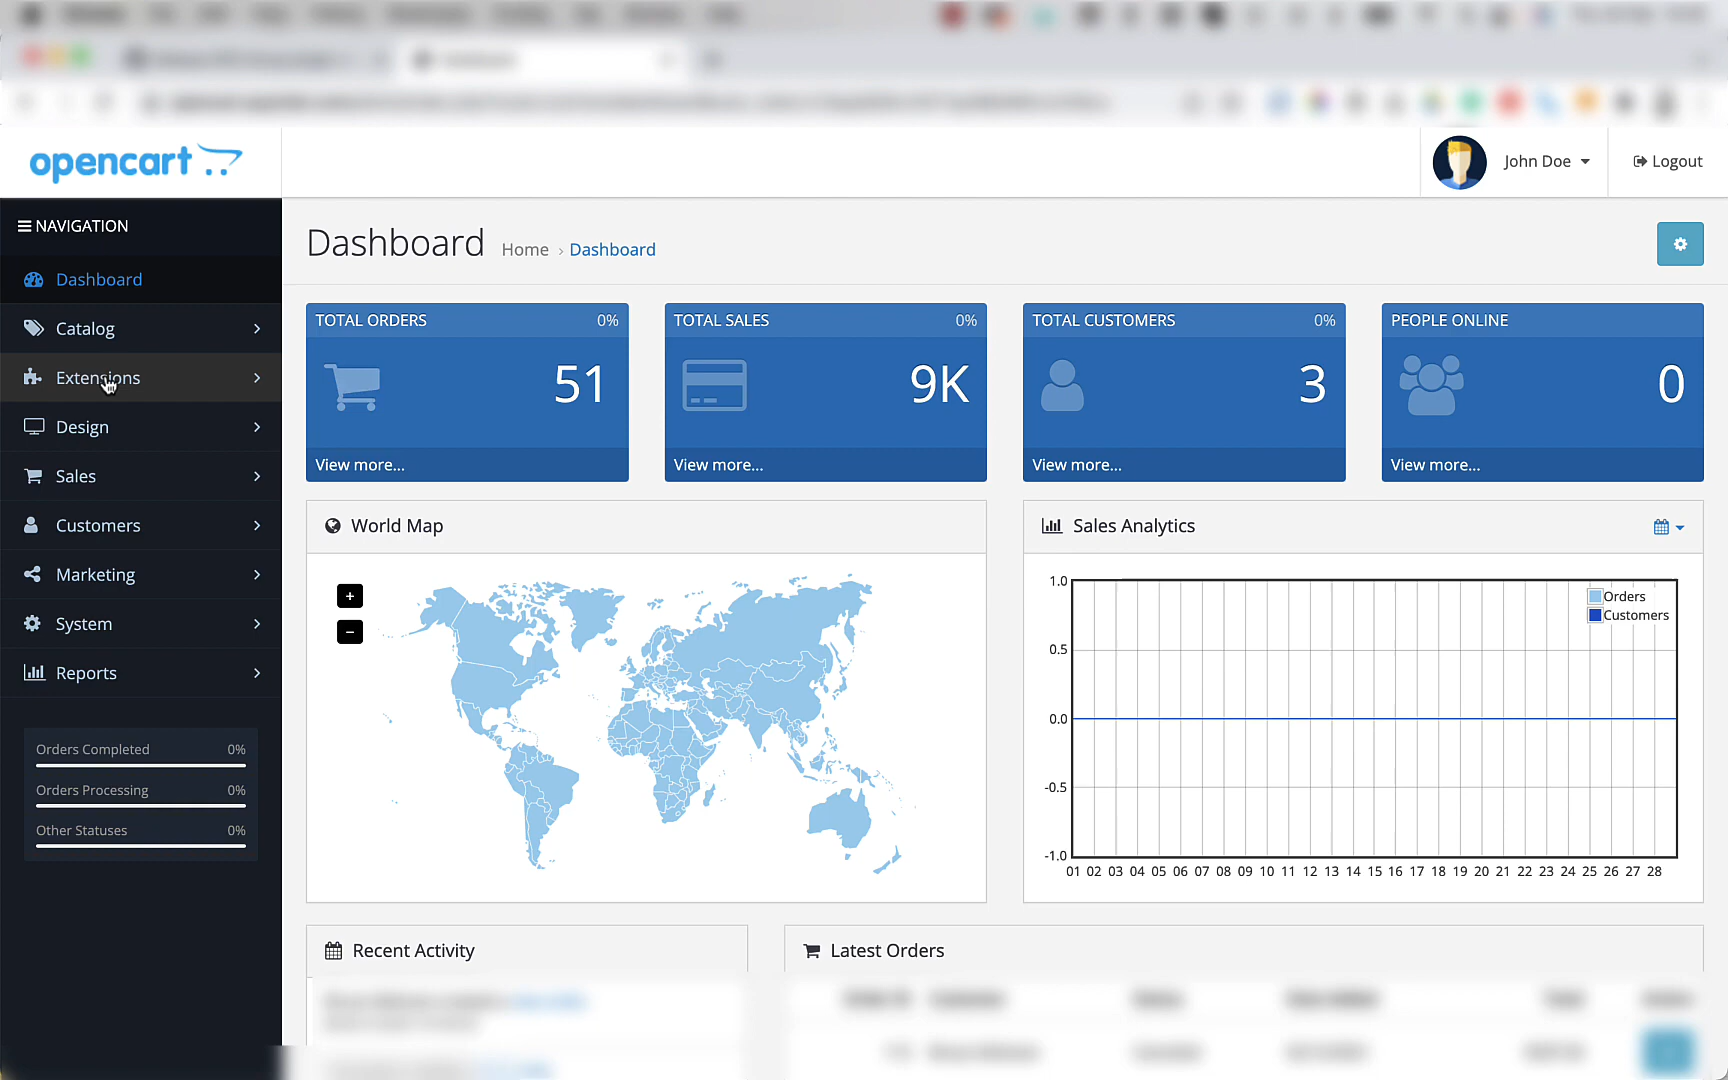 opencart
John Doe
Logout
NAVIGATION
Dashboard
Catalog
Extensions
Design
Sales
Customers
Marketing
System
Reports
Orders Completed 0%
Orders Processing 0%
Other Statuses 0%
Dashboard Home › Dashboard
TOTAL ORDERS 0%
51
View more...
TOTAL SALES 0%
9K
View more...
TOTAL CUSTOMERS 0%
3
View more...
PEOPLE ONLINE
0
View more...
World Map
+
−
Sales Analytics
Orders
Customers
1.0
0.5
0.0
-0.5
-1.0
01 02 03 04 05 06 07 08 09 10 11 12 13 14 15 16 17 18 19 20 21 22 23 24 25 26 27 28
Recent Activity
Latest Orders